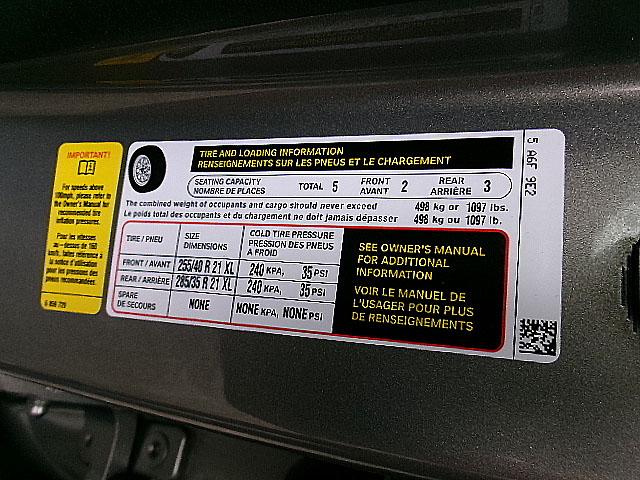 IMPORTANT!
For speeds above
100mph, please refer to
the Owner's Manual for
recommended tire
inflation pressures.
Pour les vitesses
au-dessus de 160
km/h, faites référence à
la notice d'utilisation
pour les pressions des
pneus recommandées.
6 858 729
TIRE AND LOADING INFORMATION
RENSEIGNEMENTS SUR LES PNEUS ET LE CHARGEMENT
SEATING CAPACITY
NOMBRE DE PLACES
TOTAL 5
FRONT
AVANT 2
REAR
ARRIÈRE 3
The combined weight of occupants and cargo should never exceed 498 kg or 1097 lbs.
Le poids total des occupants et du chargement ne doit jamais dépasser 498 kg ou 1097 lb.
TIRE / PNEU
SIZE
DIMENSIONS
COLD TIRE PRESSURE
PRESSION DES PNEUS
A FROID
FRONT / AVANT 255/40 R 21 XL 240 KPA, 35 PSI
REAR / ARRIÈRE 285/35 R 21 XL 240 KPA, 35 PSI
SPARE
DE SECOURS
NONE NONE KPA, NONE PSI
SEE OWNER'S MANUAL
FOR ADDITIONAL
INFORMATION
VOIR LE MANUEL DE
L'USAGER POUR PLUS
DE RENSEIGNEMENTS
5 A69 9E2